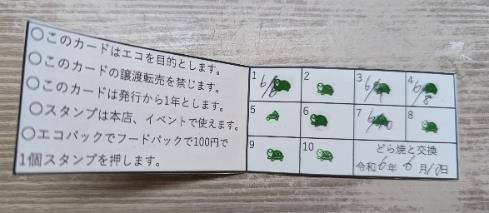 ○このカードはエコを目的とします。
○このカードの譲渡転売を禁じます。
○このカードは発行から1年とします。
○スタンプは本店、イベントで使えます。
○エコバックでフードパックで100円で
1個スタンプを押します。
1 2 3 4
6/8
5 6 7 8
9 10 どら焼と交換
令和6年6月10日